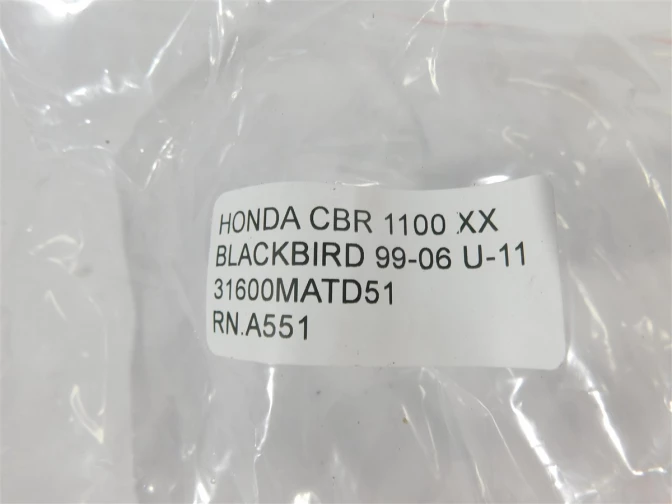 HONDA CBR 1100 XX
BLACKBIRD 99-06 U-11
31600MATD51
RN.A551